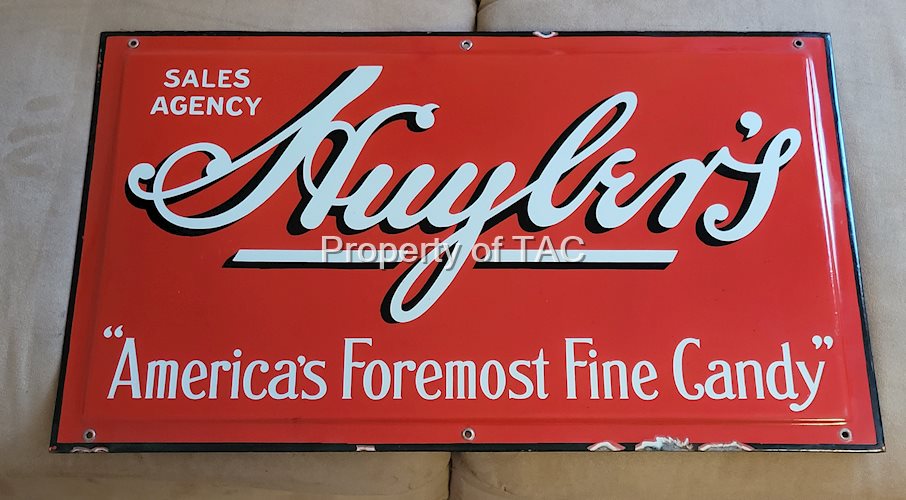 SALES
AGENCY
Huyler's
Property of TAC
“America's Foremost Fine Candy”